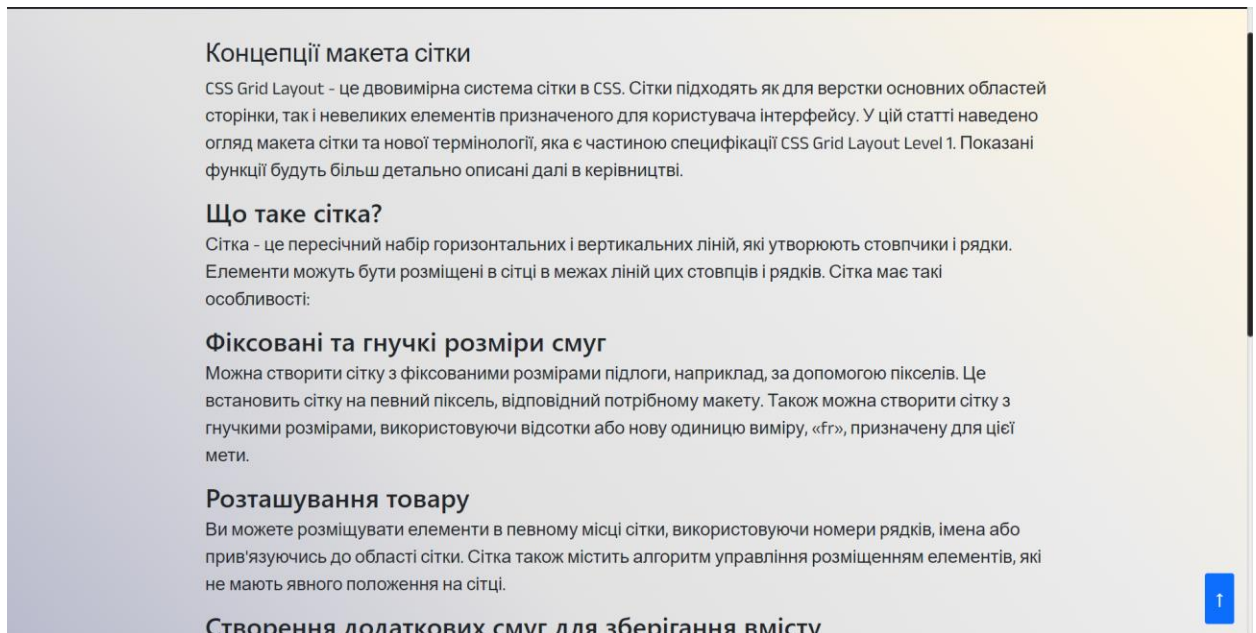 Концепції макета сітки
CSS Grid Layout - це двовимірна система сітки в CSS. Сітки підходять як для верстки основних областей
сторінки, так і невеликих елементів призначеного для користувача інтерфейсу. У цій статті наведено
огляд макета сітки та нової термінології, яка є частиною специфікації CSS Grid Layout Level 1. Показані
функції будуть більш детально описані далі в керівництві.
Що таке сітка?
Сітка - це пересічний набір горизонтальних і вертикальних ліній, які утворюють стовпчики і рядки.
Елементи можуть бути розміщені в сітці в межах ліній цих стовпців і рядків. Сітка має такі
особливості:
Фіксовані та гнучкі розміри смуг
Можна створити сітку з фіксованими розмірами підлоги, наприклад, за допомогою пікселів. Це
встановить сітку на певний піксель, відповідний потрібному макету. Також можна створити сітку з
гнучкими розмірами, використовуючи відсотки або нову одиницю виміру, «fr», призначену для цієї
мети.
Розташування товару
Ви можете розміщувати елементи в певному місці сітки, використовуючи номери рядків, імена або
прив'язуючись до області сітки. Сітка також містить алгоритм управління розміщенням елементів, які
не мають явного положення на сітці.
Створення додаткових смуг для зберігання вмісту
↑